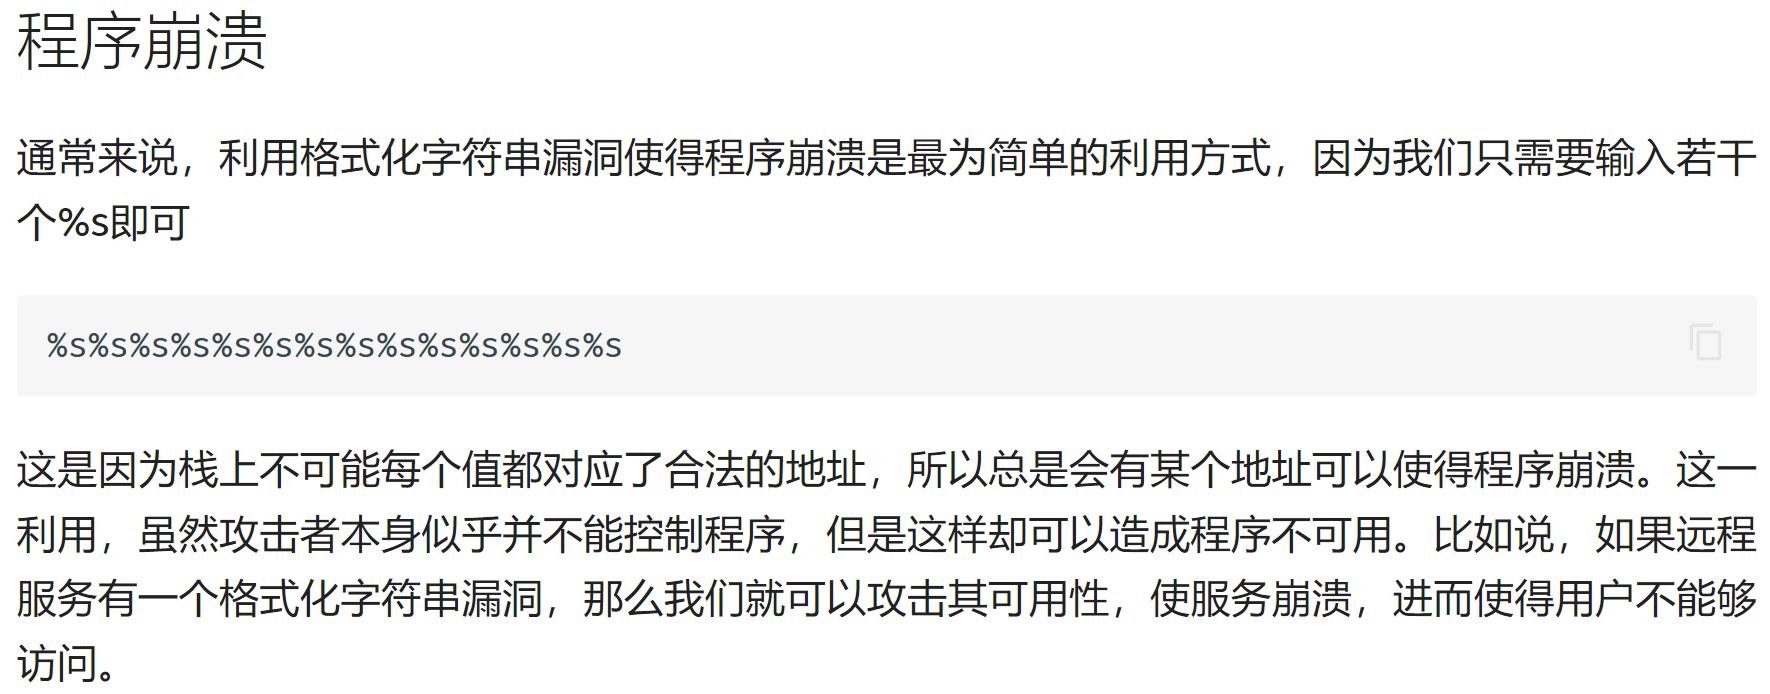 程序崩溃
通常来说，利用格式化字符串漏洞使得程序崩溃是最为简单的利用方式，因为我们只需要输入若干
个%s即可
%s%s%s%s%s%s%s%s%s%s%s%s%s%s
这是因为栈上不可能每个值都对应了合法的地址，所以总是会有某个地址可以使得程序崩溃。这一
利用，虽然攻击者本身似乎并不能控制程序，但是这样却可以造成程序不可用。比如说，如果远程
服务有一个格式化字符串漏洞，那么我们就可以攻击其可用性，使服务崩溃，进而使得用户不能够
访问。